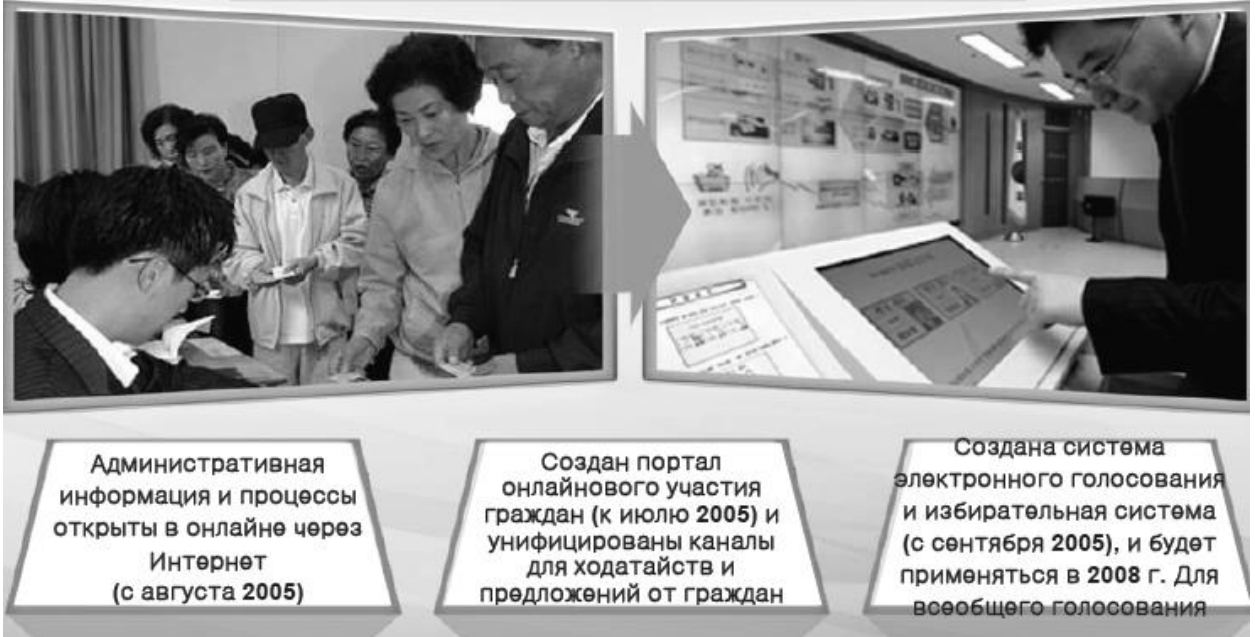 Административная
информация и процессы
открыты в онлайне через
Интернет
(с августа 2005)
Создан портал
онлайнового участия
граждан (к июлю 2005) и
унифицированы каналы
для ходатайств и
предложений от граждан
Создана система
электронного голосования
и избирательная система
(с сентября 2005), и будет
применяться в 2008 г. Для
всеобщего голосования